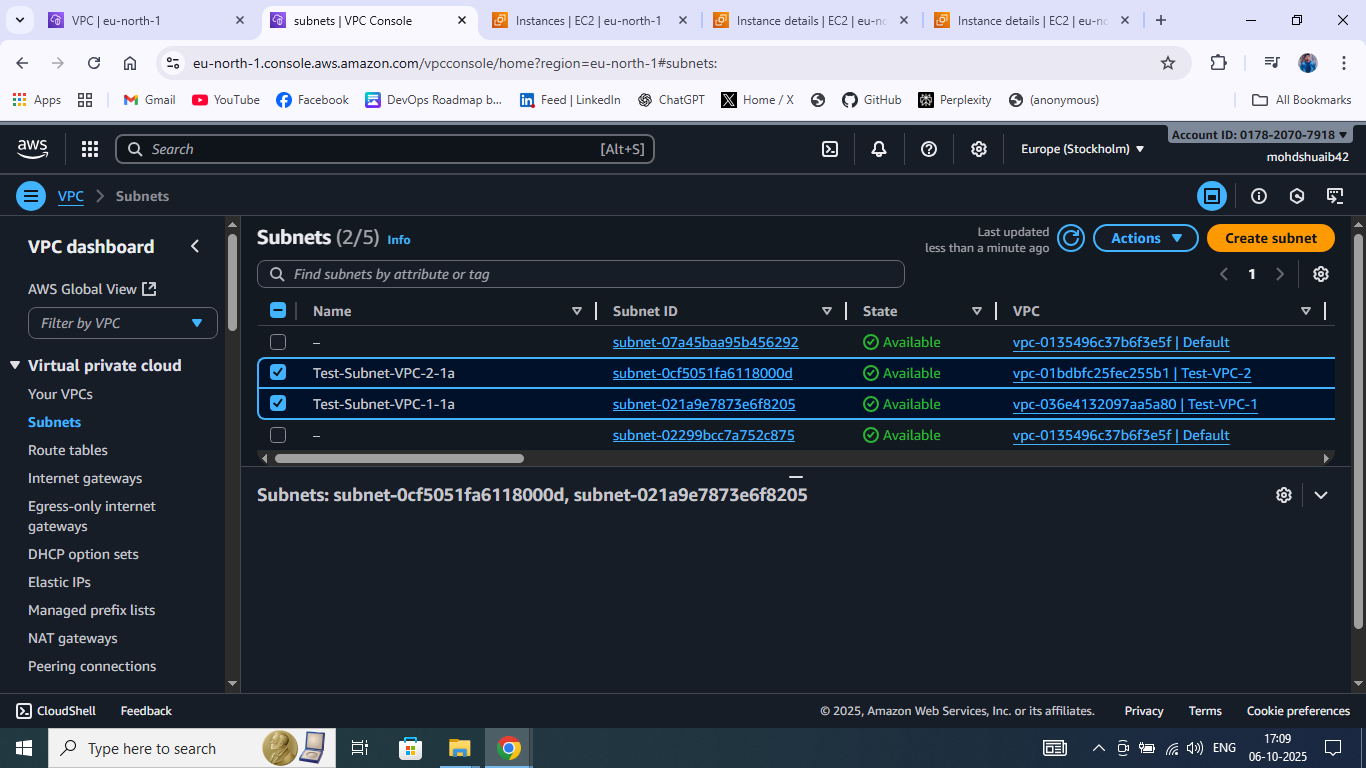 VPC | eu-north-1
subnets | VPC Console
Instances | EC2 | eu-north-1
Instance details | EC2 | eu-no
Instance details | EC2 | eu-no
eu-north-1.console.aws.amazon.com/vpcconsole/home?region=eu-north-1#subnets:
Apps
Gmail
YouTube
Facebook
DevOps Roadmap b...
Feed | LinkedIn
ChatGPT
Home / X
GitHub
Perplexity
(anonymous)
All Bookmarks
aws
Search
[Alt+S]
Europe (Stockholm)
Account ID: 0178-2070-7918
mohdshuaib42
VPC
Subnets
VPC dashboard
AWS Global View
Filter by VPC
Virtual private cloud
Your VPCs
Subnets
Route tables
Internet gateways
Egress-only internet
gateways
DHCP option sets
Elastic IPs
Managed prefix lists
NAT gateways
Peering connections
Subnets (2/5) Info
Last updated
less than a minute ago
Actions
Create subnet
Find subnets by attribute or tag
1
Name Subnet ID State VPC
– subnet-07a45baa95b456292 Available vpc-0135496c37b6f3e5f | Default
Test-Subnet-VPC-2-1a subnet-0cf5051fa6118000d Available vpc-01bdbfc25fec255b1 | Test-VPC-2
Test-Subnet-VPC-1-1a subnet-021a9e7873e6f8205 Available vpc-036e4132097aa5a80 | Test-VPC-1
– subnet-02299bcc7a752c875 Available vpc-0135496c37b6f3e5f | Default
Subnets: subnet-0cf5051fa6118000d, subnet-021a9e7873e6f8205
CloudShell
Feedback
© 2025, Amazon Web Services, Inc. or its affiliates.
Privacy
Terms
Cookie preferences
Type here to search
ENG
17:09
06-10-2025